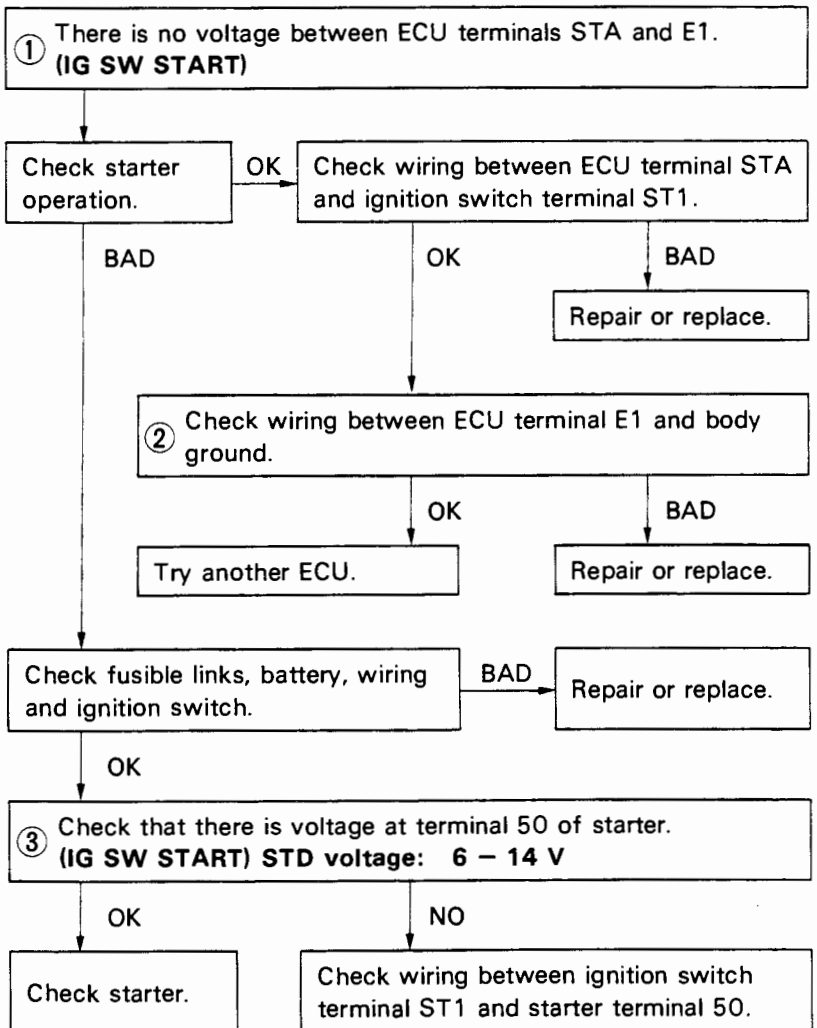 ① There is no voltage between ECU terminals STA and E1.
(IG SW START)
Check starter
operation.
OK
Check wiring between ECU terminal STA
and ignition switch terminal ST1.
BAD
OK
BAD
Repair or replace.
② Check wiring between ECU terminal E1 and body
ground.
OK
BAD
Try another ECU.
Repair or replace.
Check fusible links, battery, wiring
and ignition switch.
BAD
Repair or replace.
OK
③ Check that there is voltage at terminal 50 of starter.
(IG SW START) STD voltage: 6 – 14 V
OK
NO
Check starter.
Check wiring between ignition switch
terminal ST1 and starter terminal 50.